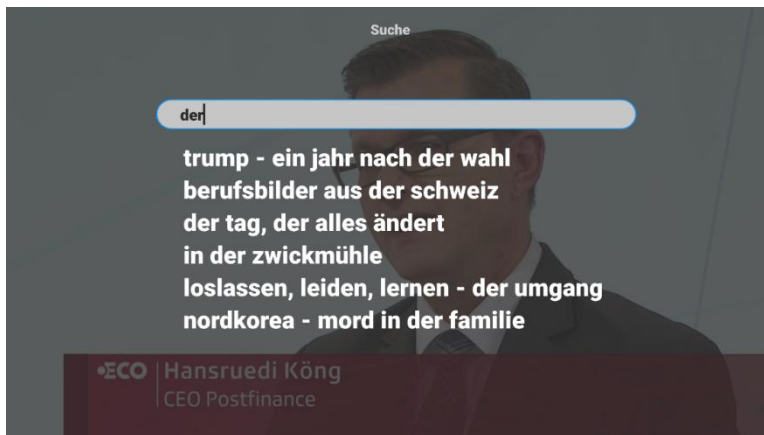 Suche
der
trump - ein jahr nach der wahl
berufsbilder aus der schweiz
der tag, der alles ändert
in der zwickmühle
loslassen, leiden, lernen - der umgang
nordkorea - mord in der familie
ECO Hansruedi Köng
CEO Postfinance